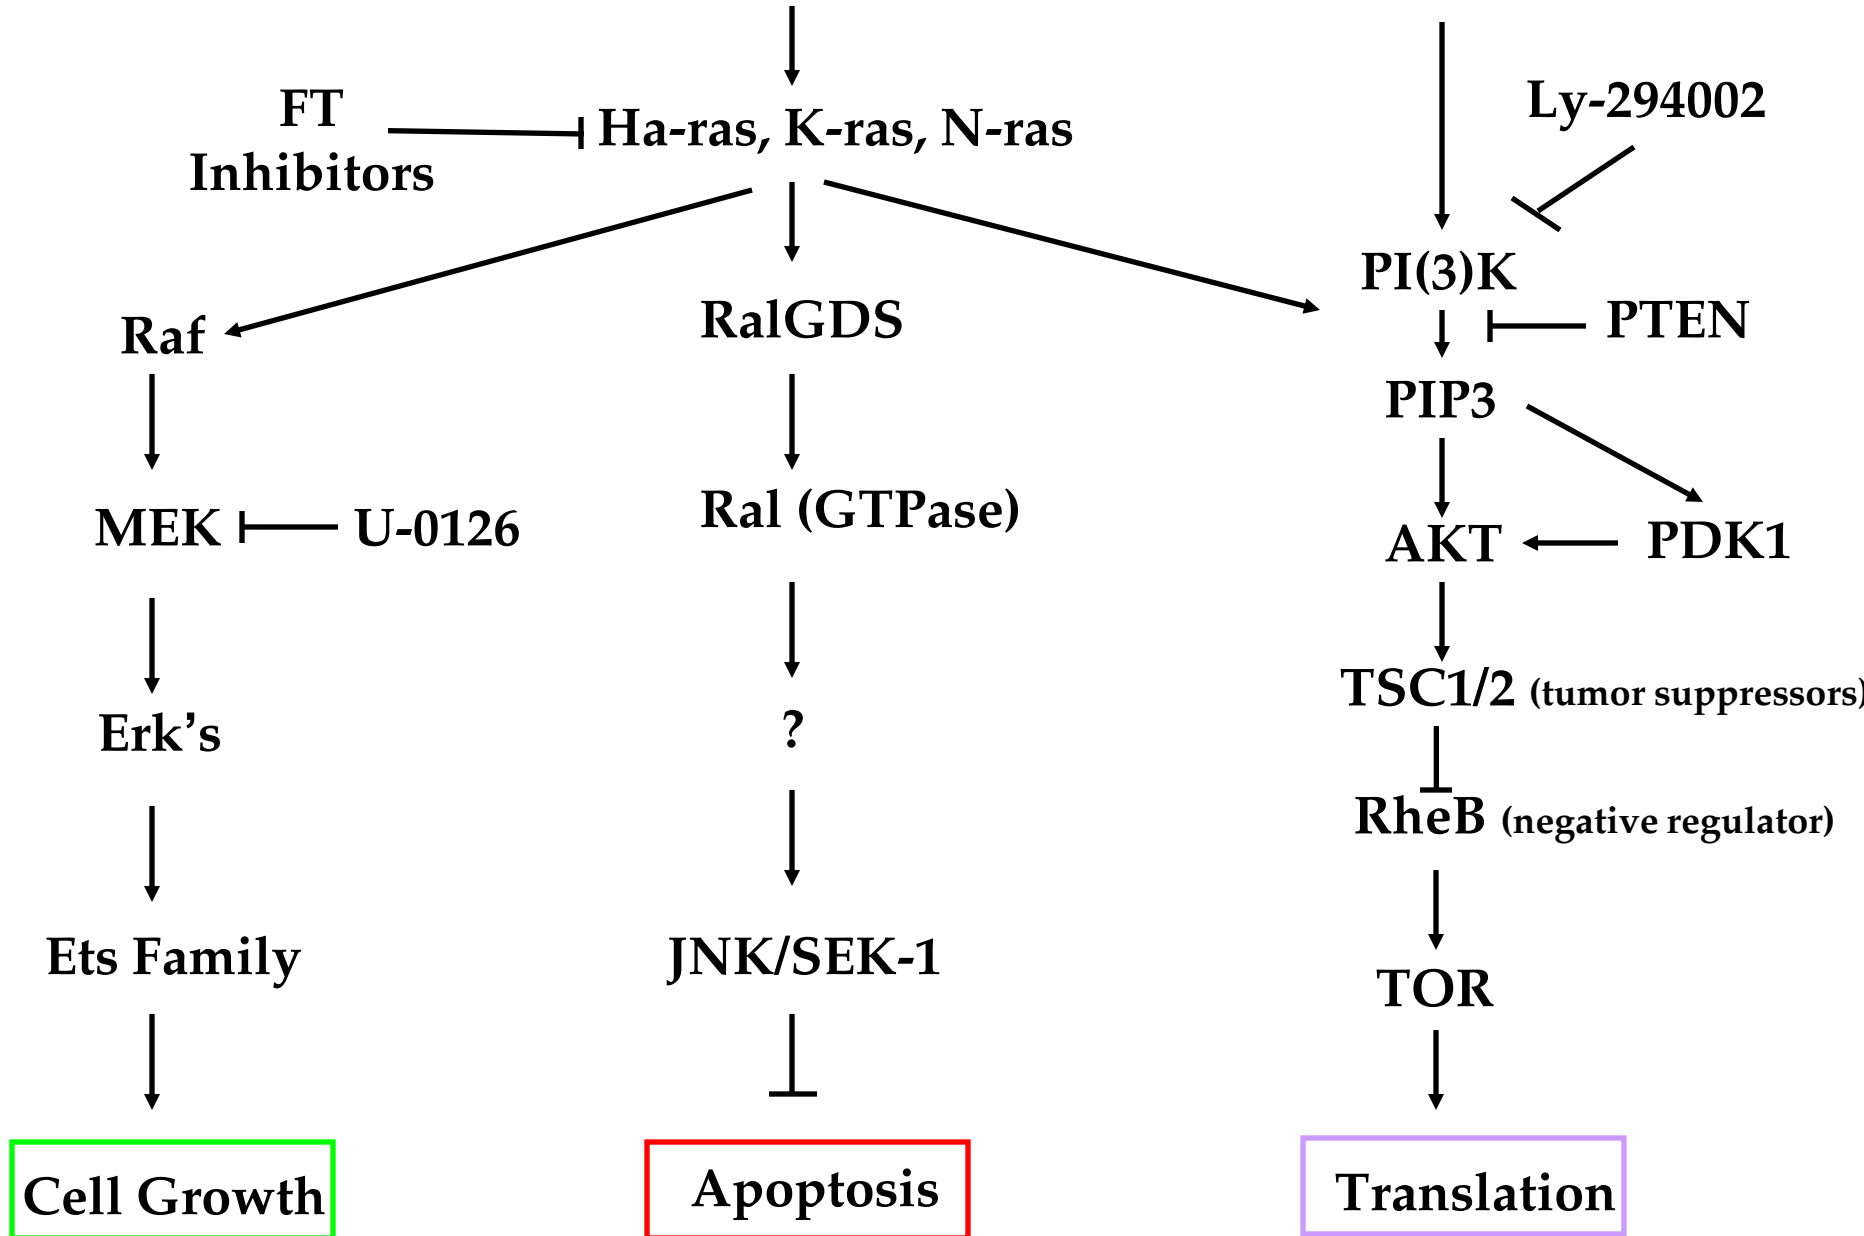 FT
Inhibitors
Ha-ras, K-ras, N-ras
Ly-294002
PI(3)K
Raf
RalGDS
PTEN
PIP3
MEK
U-0126
Ral (GTPase)
AKT
PDK1
TSC1/2 (tumor suppressors)
Erk’s
?
RheB (negative regulator)
Ets Family
JNK/SEK-1
TOR
Cell Growth
Apoptosis
Translation